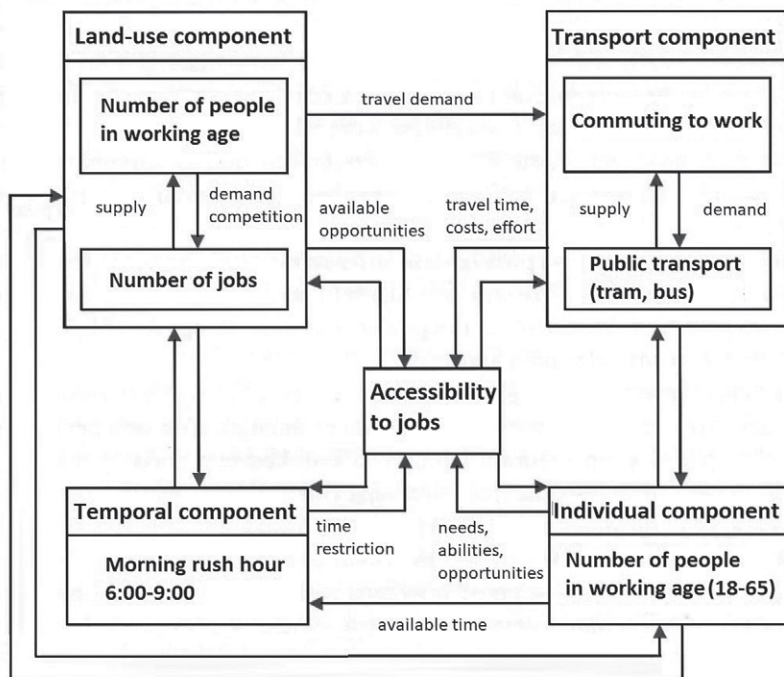 Land-use component
Transport component
Number of people
in working age
travel demand
Commuting to work
supply
demand
competition
available
opportunities
travel time,
costs, effort
supply
demand
Number of jobs
Public transport
(tram, bus)
Accessibility
to jobs
Temporal component
Individual component
time
restriction
needs,
abilities,
opportunities
Morning rush hour
6:00-9:00
Number of people
in working age (18-65)
available time